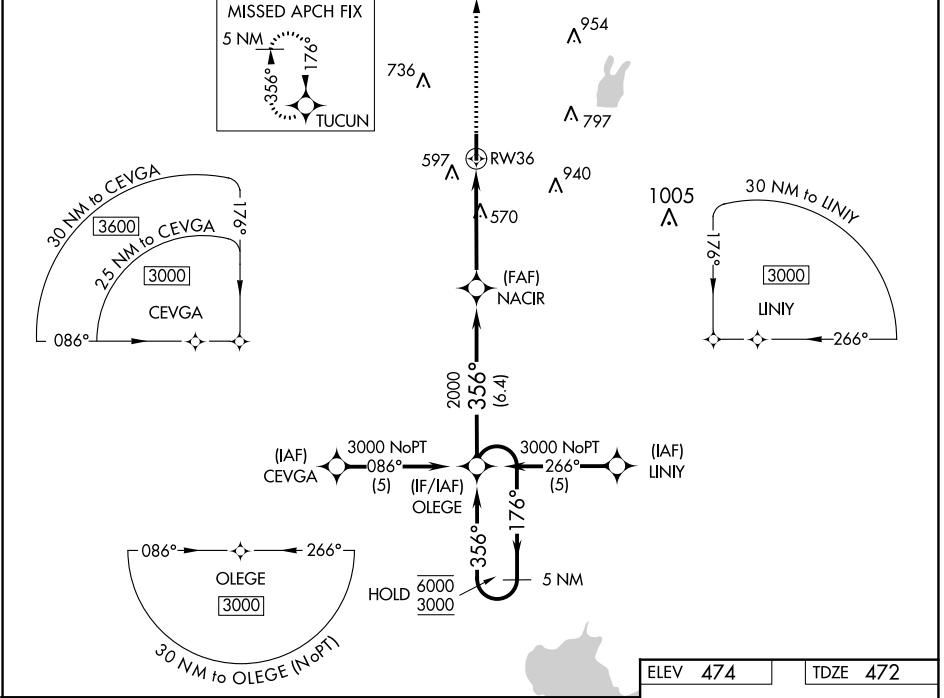 MISSED APCH FIX
5 NM
176°
356°
TUCUN
954
736
797
597
RW36
940
570
1005
30 NM to CEVGA
3600
25 NM to CEVGA
3000
CEVGA
176°
086°
30 NM to LINIY
176°
3000
LINIY
266°
(FAF)
NACIR
2000
356°
(6.4)
(IAF)
CEVGA
3000 NoPT
086°
(5)
(IF/IAF)
OLEGE
3000 NoPT
266°
(5)
(IAF)
LINIY
356°
176°
HOLD
6000
3000
5 NM
086°
266°
OLEGE
3000
30 NM to OLEGE (NoPT)
ELEV 474
TDZE 472